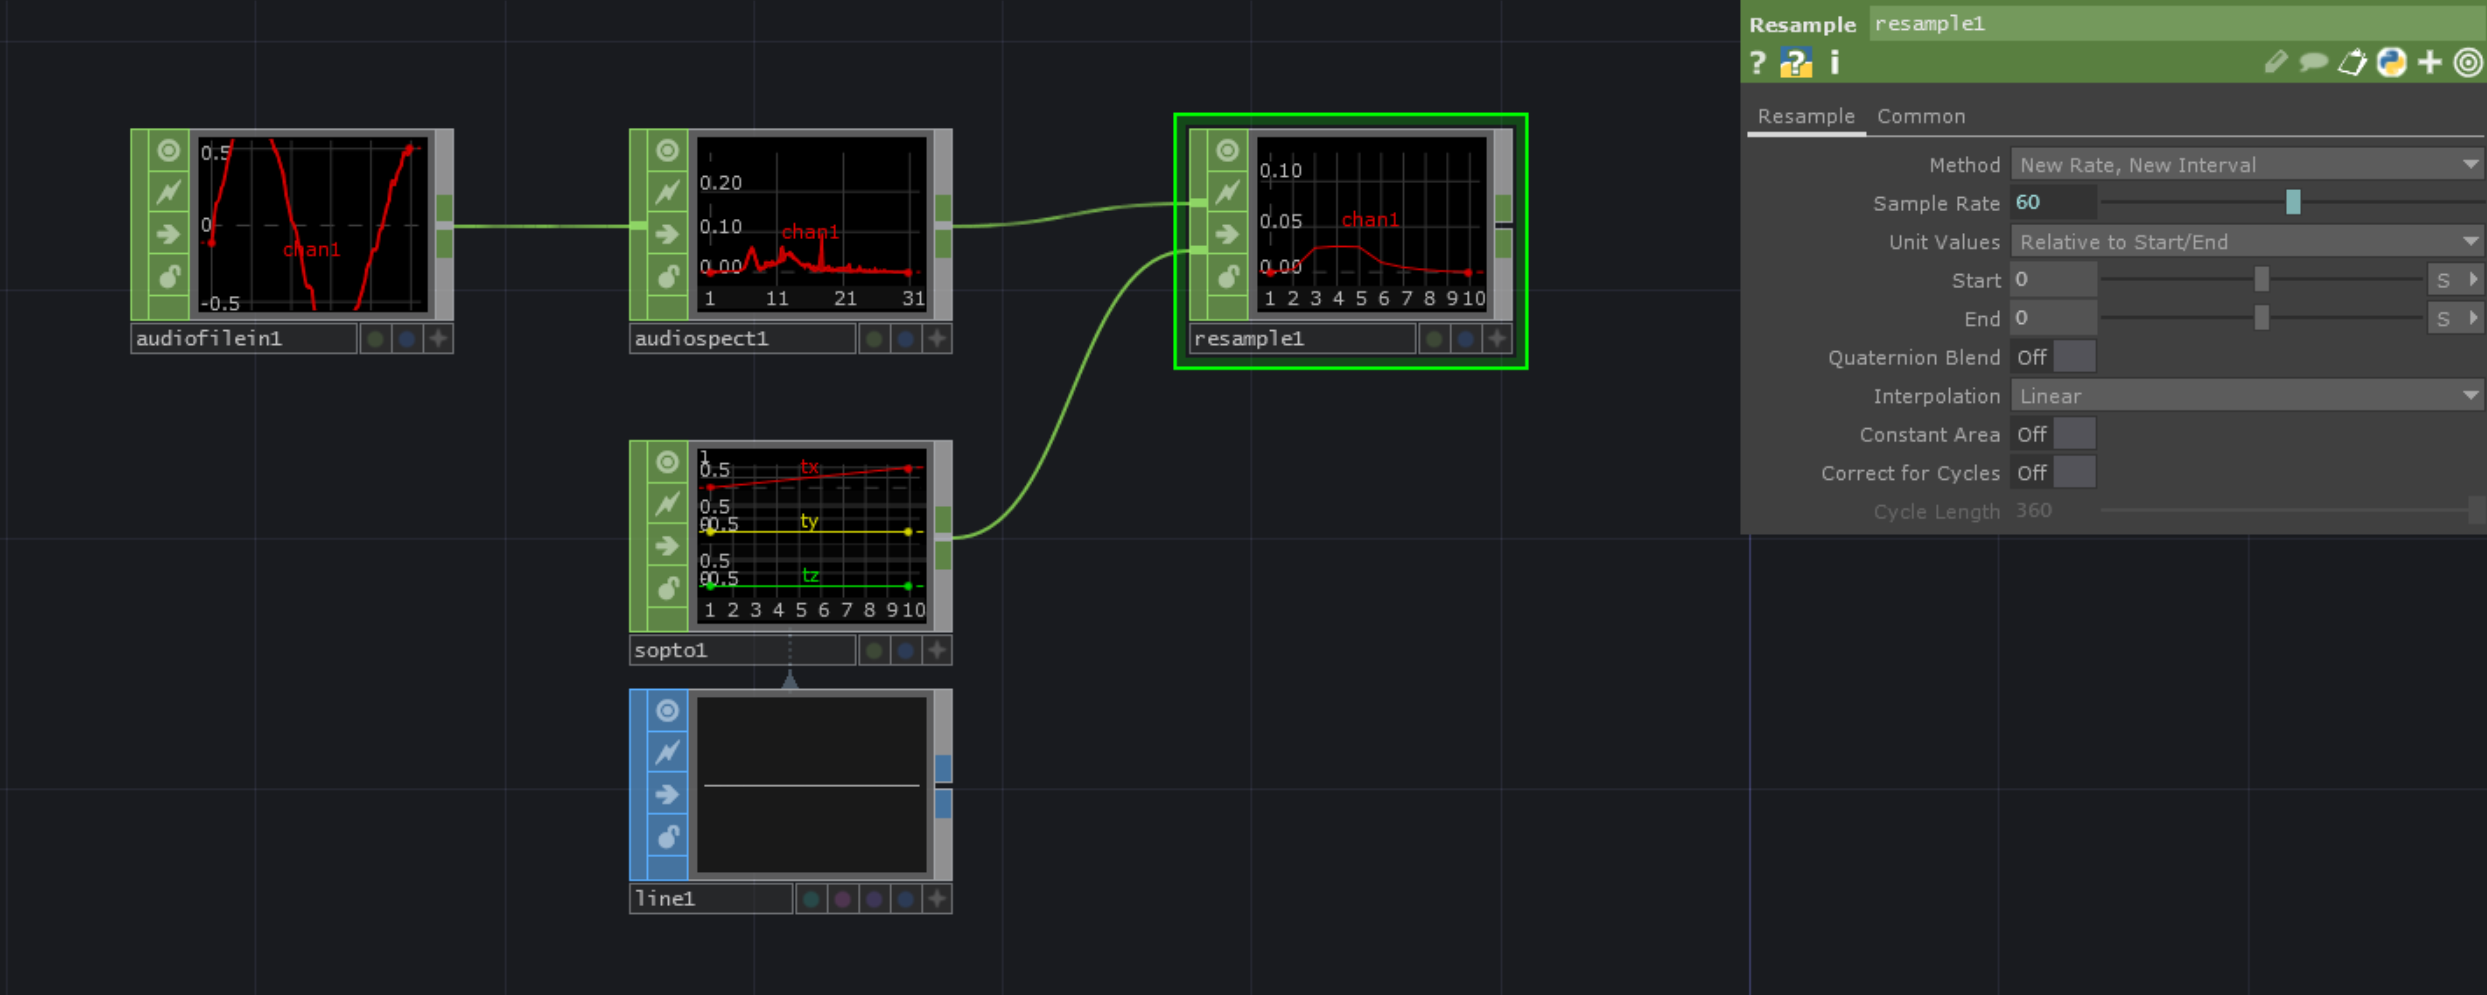 Resample resample1
? ? i
Resample Common
Method New Rate, New Interval
Sample Rate 60
Unit Values Relative to Start/End
Start 0 S
End 0 S
Quaternion Blend Off
Interpolation Linear
Constant Area Off
Correct for Cycles Off
Cycle Length 360
0.5
0
chan1
-0.5
audiofilein1
0.20
0.10
chan1
0.00
1 11 21 31
audiospect1
0.10
0.05
chan1
0.00
1 2 3 4 5 6 7 8 9 10
resample1
1
0.5
tx
0.5
0.5
ty
0.5
0.5
tz
1 2 3 4 5 6 7 8 9 10
sopto1
line1